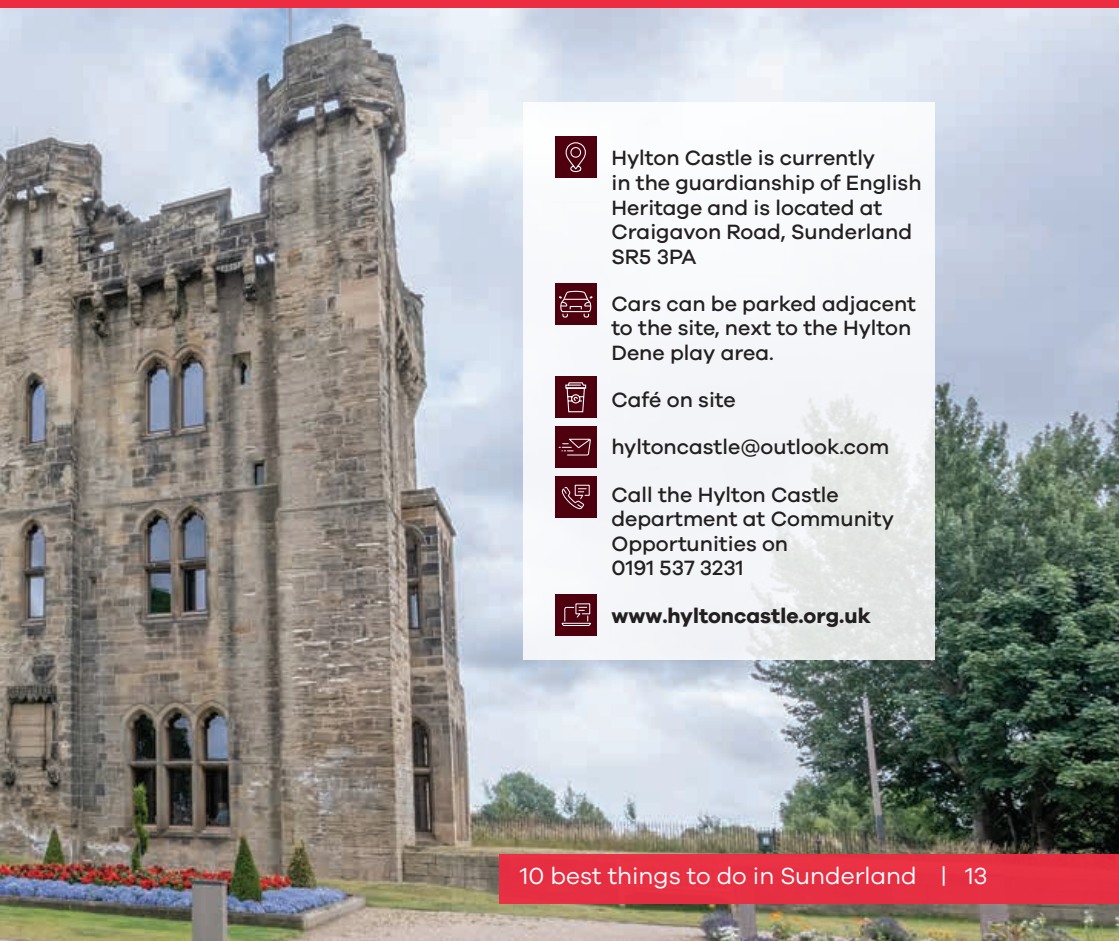 Hylton Castle is currently
in the guardianship of English
Heritage and is located at
Craigavon Road, Sunderland
SR5 3PA
Cars can be parked adjacent
to the site, next to the Hylton
Dene play area.
Café on site
hyltoncastle@outlook.com
Call the Hylton Castle
department at Community
Opportunities on
0191 537 3231
www.hyltoncastle.org.uk
10 best things to do in Sunderland | 13